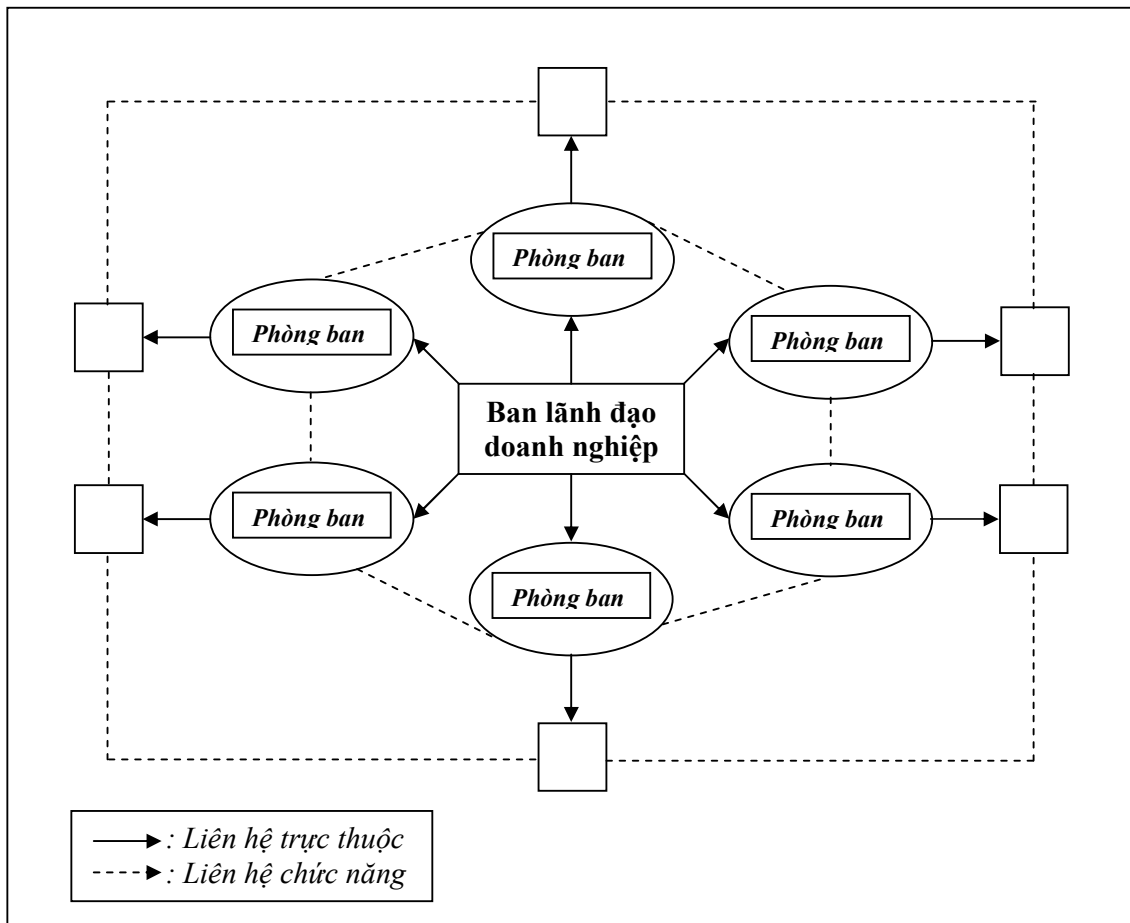 Phòng ban
Phòng ban
Phòng ban
Ban lãnh đạo
doanh nghiệp
Phòng ban
Phòng ban
Phòng ban
: Liên hệ trực thuộc
: Liên hệ chức năng